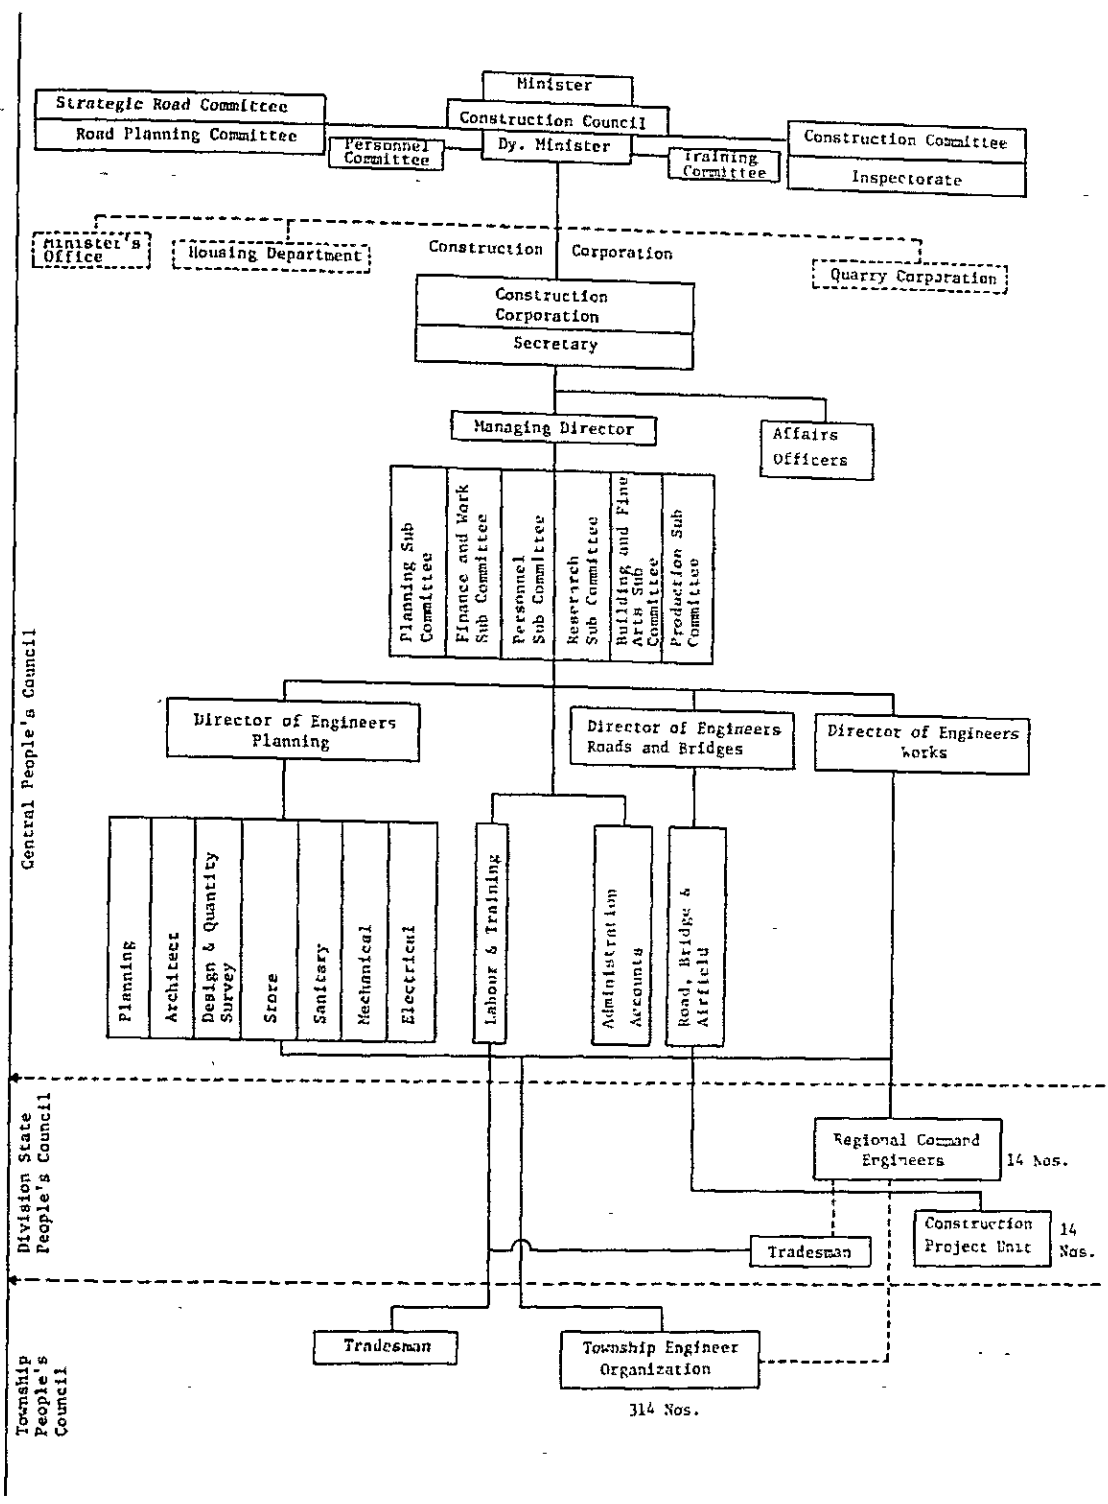 Minister
Construction Council
Dy. Minister
Strategic Road Committee
Road Planning Committee
Personnel
Committee
Training
Committee
Construction Committee
Inspectorate
Minister's
Office
Housing Department
Construction Corporation
Quarry Corporation
Construction
Corporation
Secretary
Managing Director
Affairs
Officers
Planning Sub
Committee
Finance and Work
Sub Committee
Personnel
Sub Committee
Reserarch
Sub Committee
Building and Fine
Arts Sub
Committee
Production Sub
Committee
Central People's Council
Director of Engineers
Planning
Director of Engineers
Roads and Bridges
Director of Engineers
Works
Planning
Architect
Design & Quantity
Survey
Srore
Sanitary
Mechanical
Electrical
Labour & Training
Administration
Accounts
Road, Bridge &
Airfield
Division State
People's Council
Regional Command
Engineers
14 Nos.
Construction
Project Unit
14
Nos.
Tradesman
Township
People's
Council
Tradesman
Township Engineer
Organization
314 Nos.